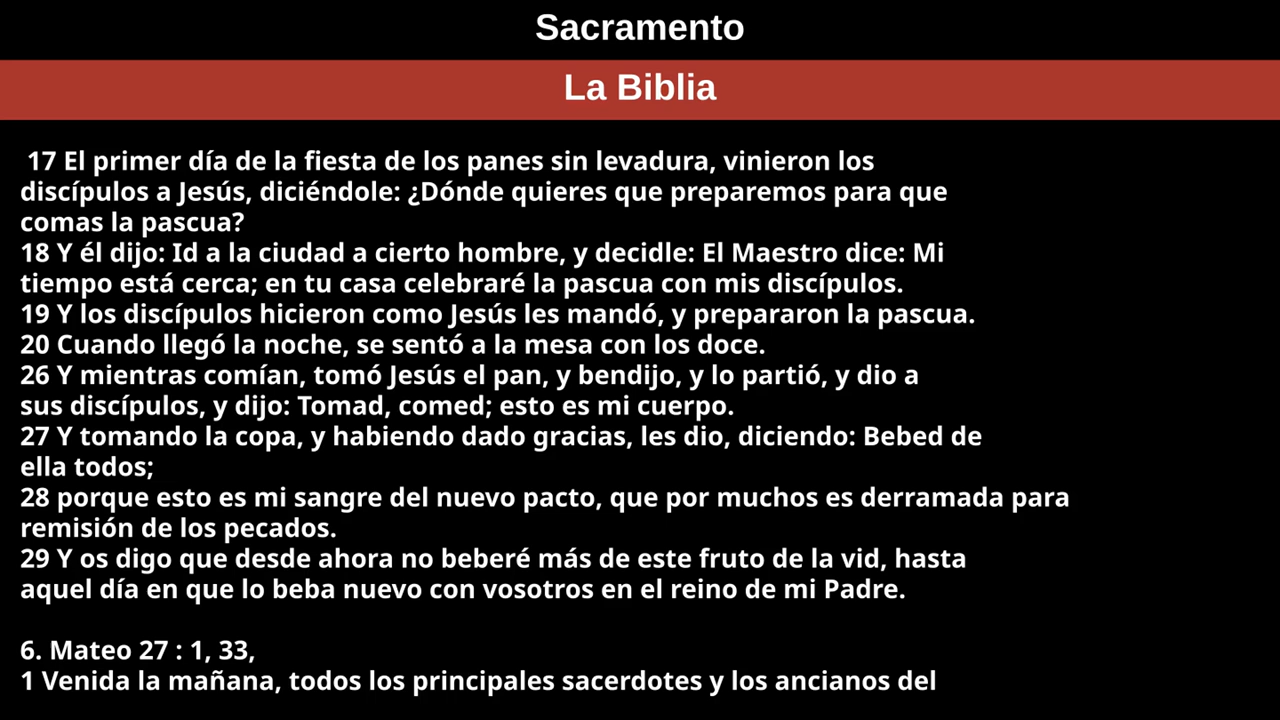 Sacramento
La Biblia
17 El primer día de la fiesta de los panes sin levadura, vinieron los
discípulos a Jesús, diciéndole: ¿Dónde quieres que preparemos para que
comas la pascua?
18 Y él dijo: Id a la ciudad a cierto hombre, y decidle: El Maestro dice: Mi
tiempo está cerca; en tu casa celebraré la pascua con mis discípulos.
19 Y los discípulos hicieron como Jesús les mandó, y prepararon la pascua.
20 Cuando llegó la noche, se sentó a la mesa con los doce.
26 Y mientras comían, tomó Jesús el pan, y bendijo, y lo partió, y dio a
sus discípulos, y dijo: Tomad, comed; esto es mi cuerpo.
27 Y tomando la copa, y habiendo dado gracias, les dio, diciendo: Bebed de
ella todos;
28 porque esto es mi sangre del nuevo pacto, que por muchos es derramada para
remisión de los pecados.
29 Y os digo que desde ahora no beberé más de este fruto de la vid, hasta
aquel día en que lo beba nuevo con vosotros en el reino de mi Padre.
6. Mateo 27 : 1, 33,
1 Venida la mañana, todos los principales sacerdotes y los ancianos del